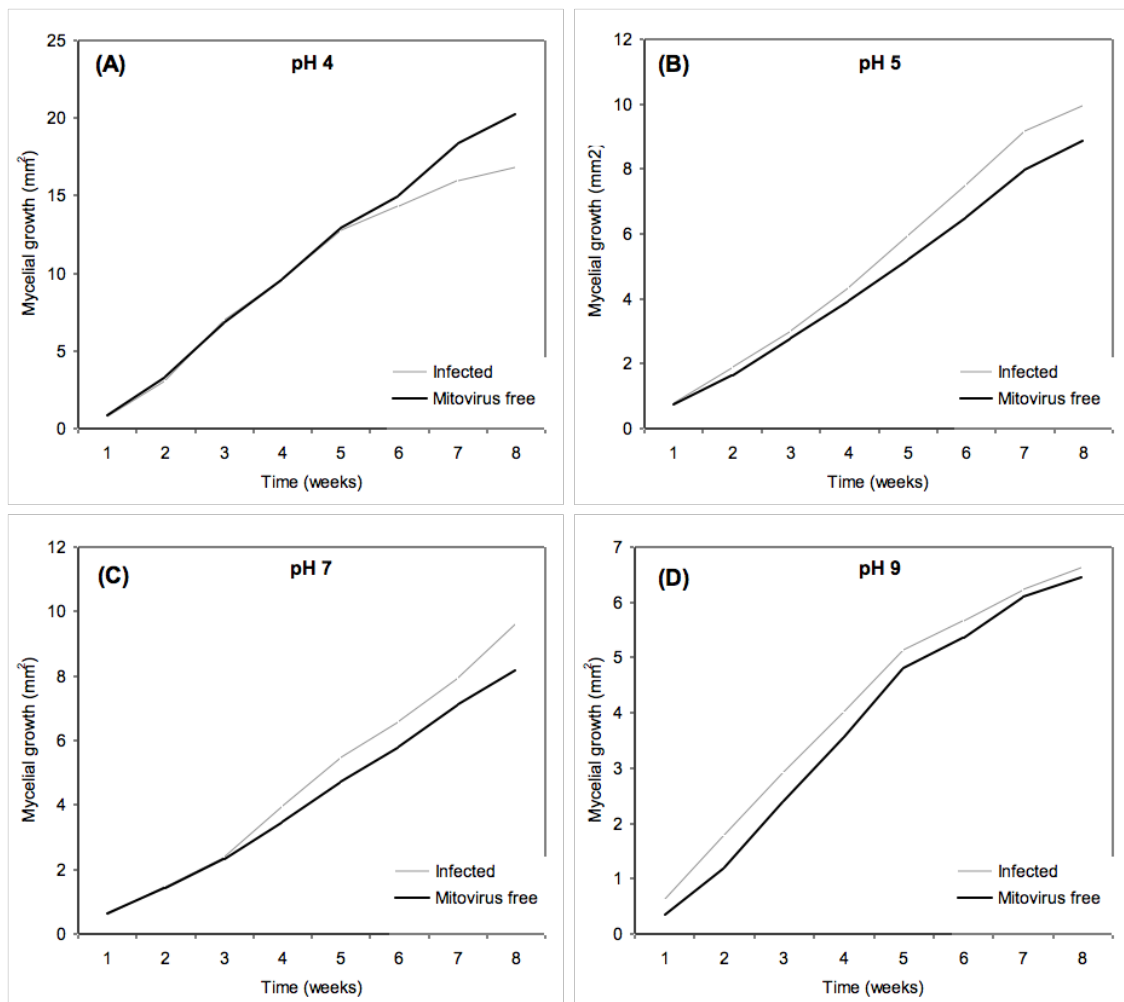 (A) pH 4
25
20
15
10
5
0
Mycelial growth (mm²)
Infected
Mitovirus free
1 2 3 4 5 6 7 8
Time (weeks)
(B) pH 5
12
10
8
6
4
2
0
Mycelial growth (mm2)
Infected
Mitovirus free
1 2 3 4 5 6 7 8
Time (weeks)
(C) pH 7
12
10
8
6
4
2
0
Mycelial growth (mm²)
Infected
Mitovirus free
1 2 3 4 5 6 7 8
Time (weeks)
(D) pH 9
7
6
5
4
3
2
1
0
Mycelial growth (mm²)
Infected
Mitovirus free
1 2 3 4 5 6 7 8
Time (weeks)